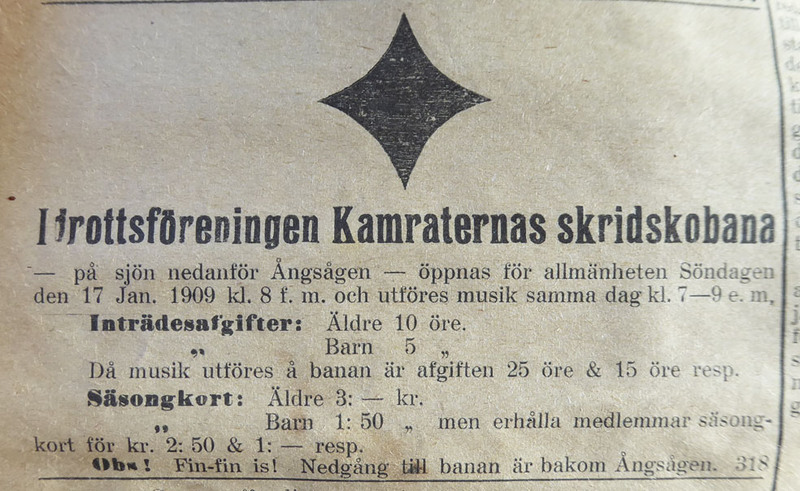 Idrottsföreningen Kamraternas skridskobana
— på sjön nedanför Ångsågen — öppnas för allmänheten Söndagen
den 17 Jan. 1909 kl. 8 f. m. och utföres musik samma dag kl. 7—9 e. m.
Inträdesafgifter: Äldre 10 öre.
„ Barn 5 „
Då musik utföres å banan är afgiften 25 öre & 15 öre resp.
Säsongkort: Äldre 3: — kr.
„ Barn 1: 50 „ men erhålla medlemmar säsong-
kort för kr. 2: 50 & 1: — resp.
Obs! Fin-fin is! Nedgång till banan är bakom Ångsågen. 318